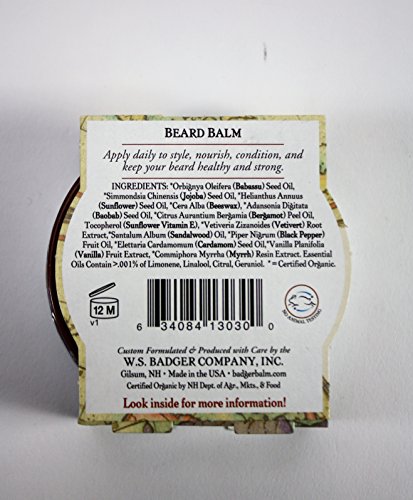 BEARD BALM
Apply daily to style, nourish, condition, and
keep your beard healthy and strong.
INGREDIENTS: *Orbignya Oleifera (Babassu) Seed Oil,
*Simmondsia Chinensis (Jojoba) Seed Oil, *Helianthus Annuus
(Sunflower) Seed Oil, *Cera Alba (Beeswax), *Adansonia Digitata
(Baobab) Seed Oil, *Citrus Aurantium Bergamia (Bergamot) Peel Oil,
Tocopherol (Sunflower Vitamin E), *Vetiveria Zizanoides (Vetivert) Root
Extract, *Santalum Album (Sandalwood) Oil, *Piper Nigrum (Black Pepper)
Fruit Oil, *Elettaria Cardamomum (Cardamom) Seed Oil, *Vanilla Planifolia
(Vanilla) Fruit Extract, *Commiphora Myrrha (Myrrh) Resin Extract. Essential
Oils Contain >.001% of Limonene, Linalool, Citral, Geraniol. *=Certified Organic.
12 M
v1
6 34084 13030 0
NO ANIMAL TESTING
Custom Formulated & Produced with Care by the
W.S. BADGER COMPANY, INC.
Gilsum, NH • Made in the USA • badgerbalm.com
Certified Organic by NH Dept. of Agr., Mkts., & Food
Look inside for more information!